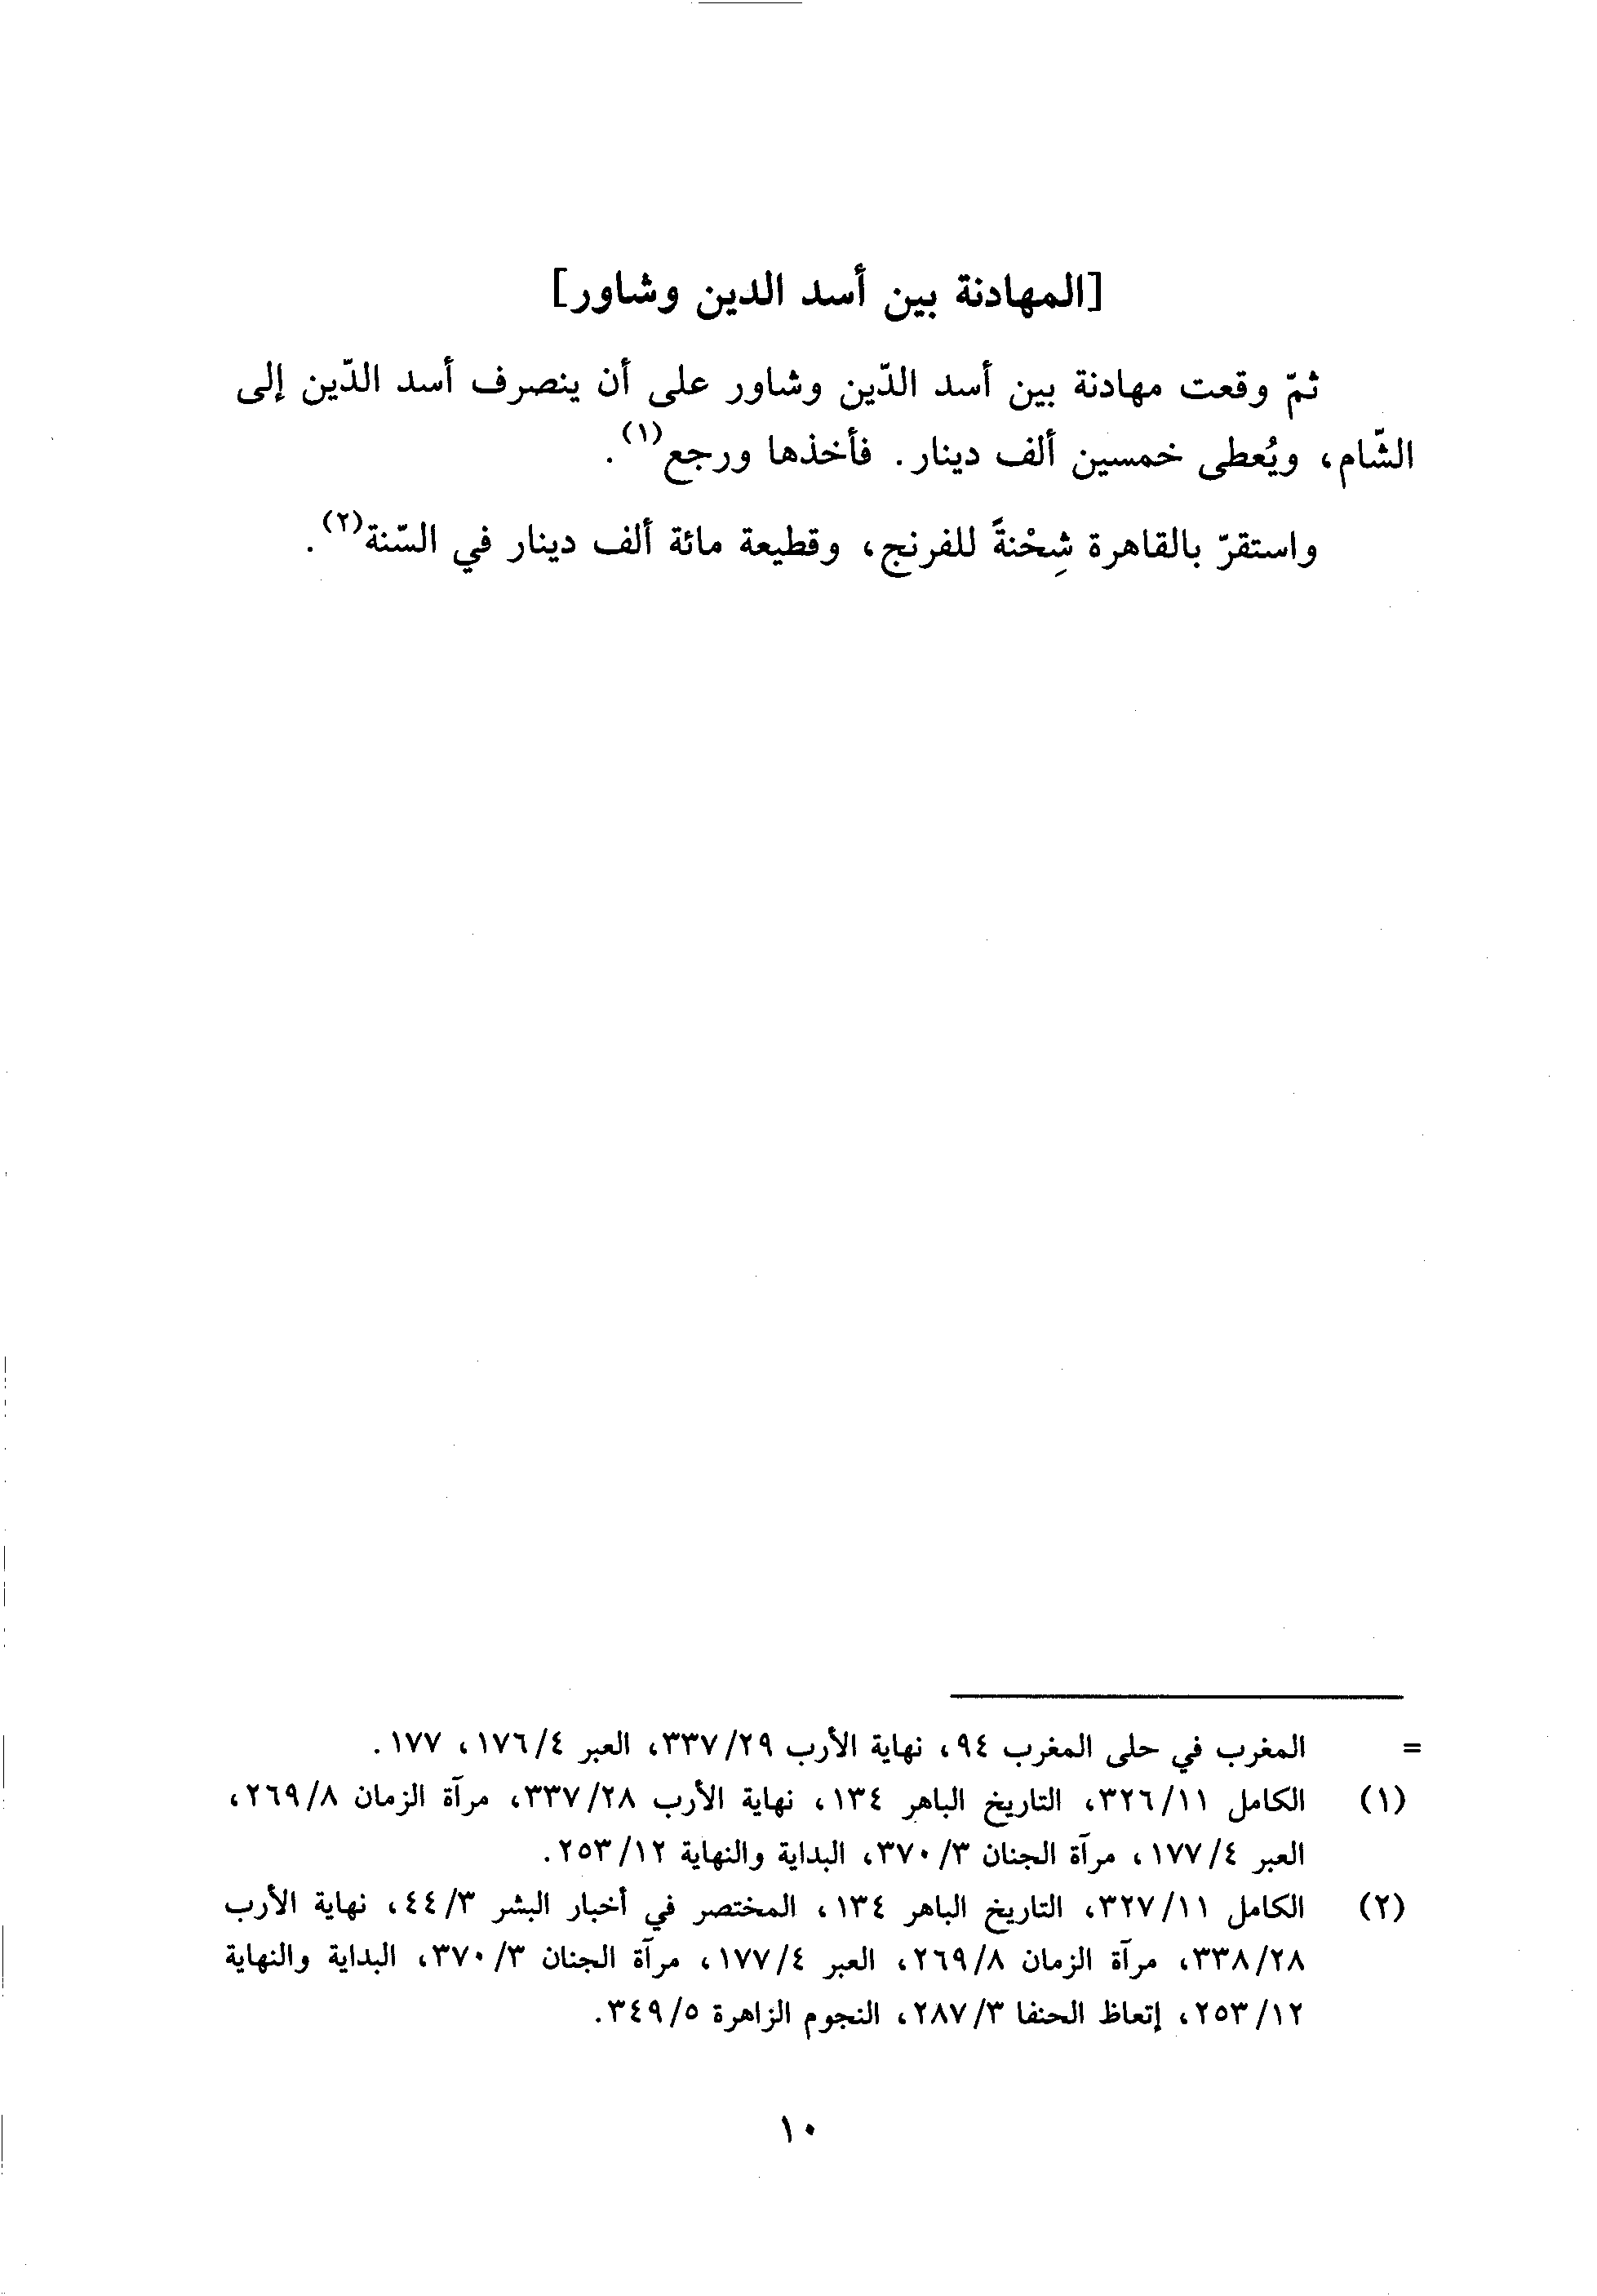 [المهادنة بين أسد الدين وشاور]
ثمّ وقعت مهادنة بين أسد الدّين وشاور على أن ينصرف أسد الدّين إلى
الشّام، ويُعطى خمسين ألف دينار. فأخذها ورجع(١).
واستقرّ بالقاهرة شِحْنةً للفرنج، وقطيعة مائة ألف دينار في السّنة(٢).
= المغرب في حلى المغرب ٩٤، نهاية الأرب ٣٣٧/٢٩، العبر ١٧٦/٤، ١٧٧.
(١) الكامل ٣٢٦/١١، التاريخ الباهر ١٣٤، نهاية الأرب ٣٣٧/٢٨، مرآة الزمان ٢٦٩/٨،
العبر ١٧٧/٤، مرآة الجنان ٣٧٠/٣، البداية والنهاية ٢٥٣/١٢.
(٢) الكامل ٣٢٧/١١، التاريخ الباهر ١٣٤، المختصر في أخبار البشر ٤٤/٣، نهاية الأرب
٣٣٨/٢٨، مرآة الزمان ٢٦٩/٨، العبر ١٧٧/٤، مرآة الجنان ٣٧٠/٣، البداية والنهاية
٢٥٣/١٢، إتعاظ الحنفا ٢٨٧/٣، النجوم الزاهرة ٣٤٩/٥.
١٠